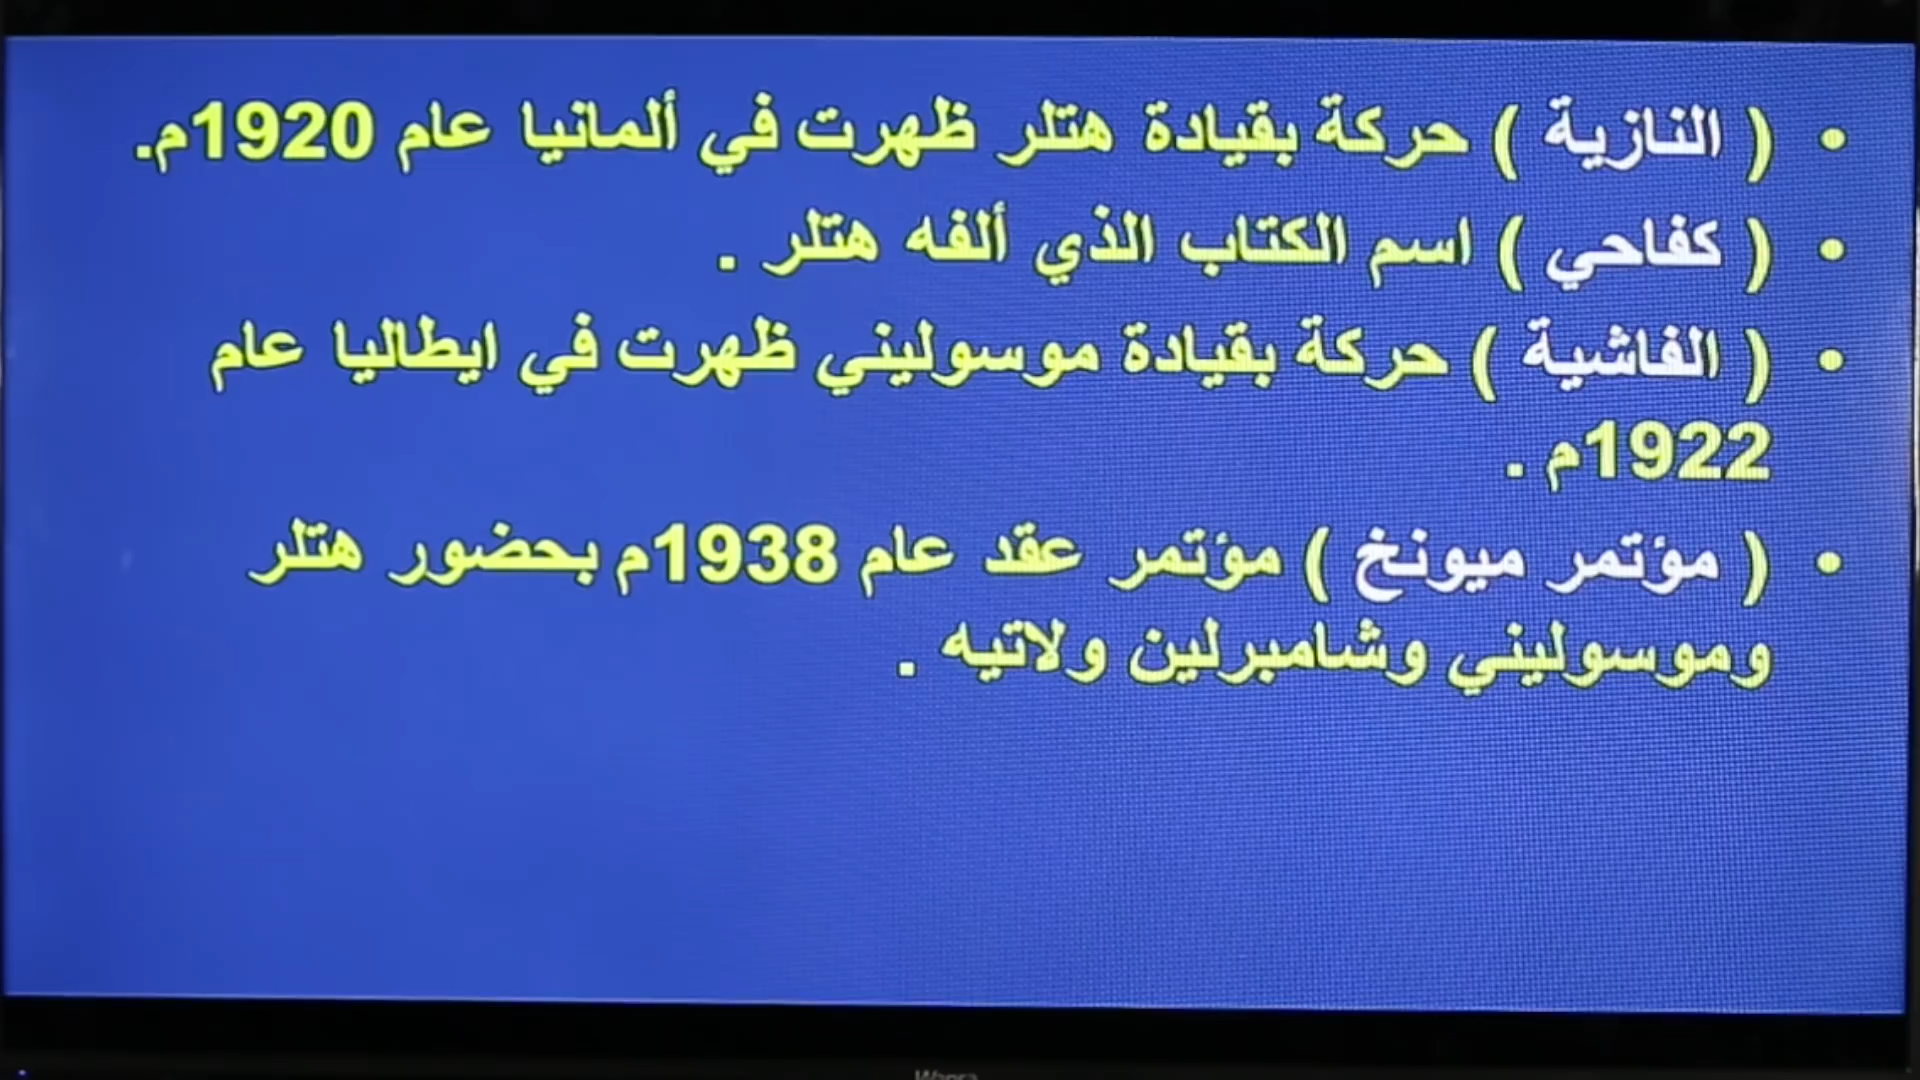 • ( النازية ) حركة بقيادة هتلر ظهرت في ألمانيا عام 1920م.
• ( كفاحي ) اسم الكتاب الذي ألفه هتلر .
• ( الفاشية ) حركة بقيادة موسوليني ظهرت في ايطاليا عام
1922م .
• ( مؤتمر ميونخ ) مؤتمر عقد عام 1938م بحضور هتلر
وموسوليني وشامبرلين ولاتيه .